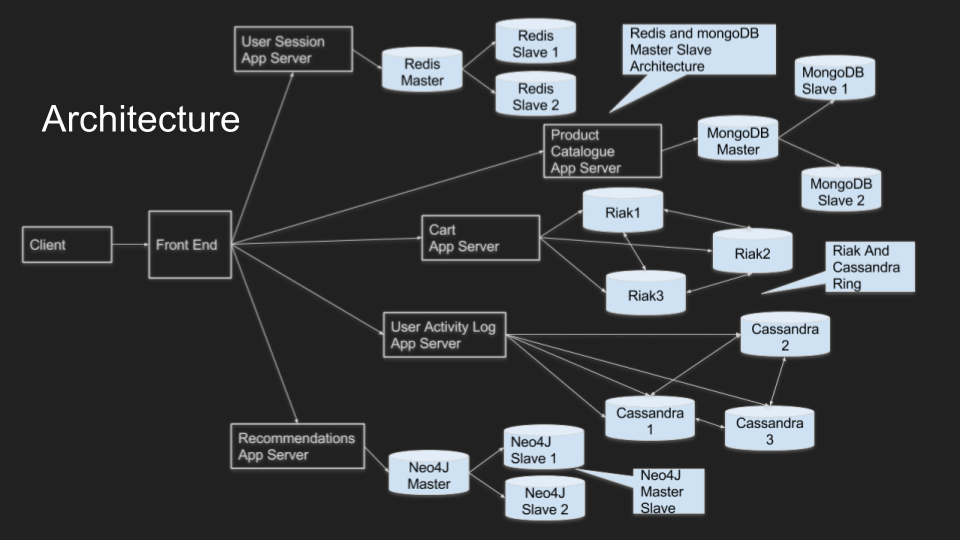 Architecture
User Session
App Server
Redis
Master
Redis
Slave 1
Redis
Slave 2
Redis and mongoDB
Master Slave
Architecture
Product
Catalogue
App Server
MongoDB
Master
MongoDB
Slave 1
MongoDB
Slave 2
Client
Front End
Cart
App Server
Riak1
Riak2
Riak3
Riak And
Cassandra
Ring
User Activity Log
App Server
Cassandra
2
Cassandra
1
Cassandra
3
Recommendations
App Server
Neo4J
Master
Neo4J
Slave 1
Neo4J
Slave 2
Neo4J
Master
Slave